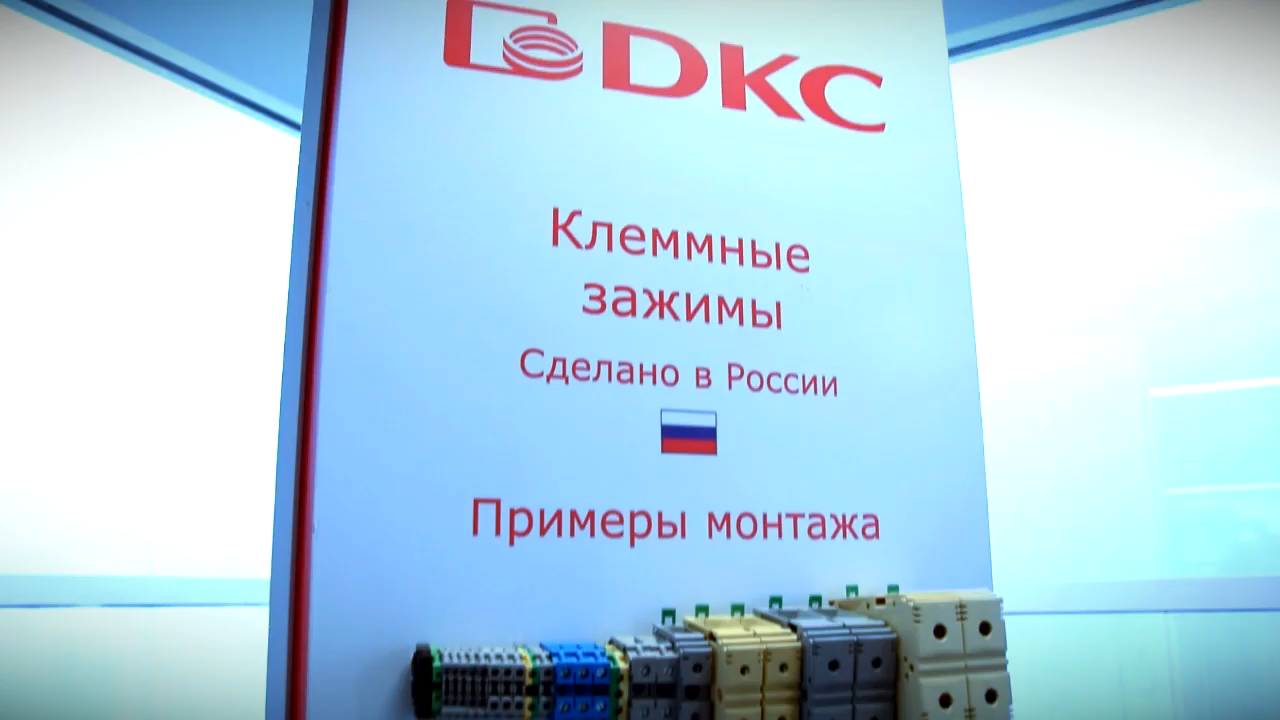 DKC
Клеммные
зажимы
Сделано в России
Примеры монтажа